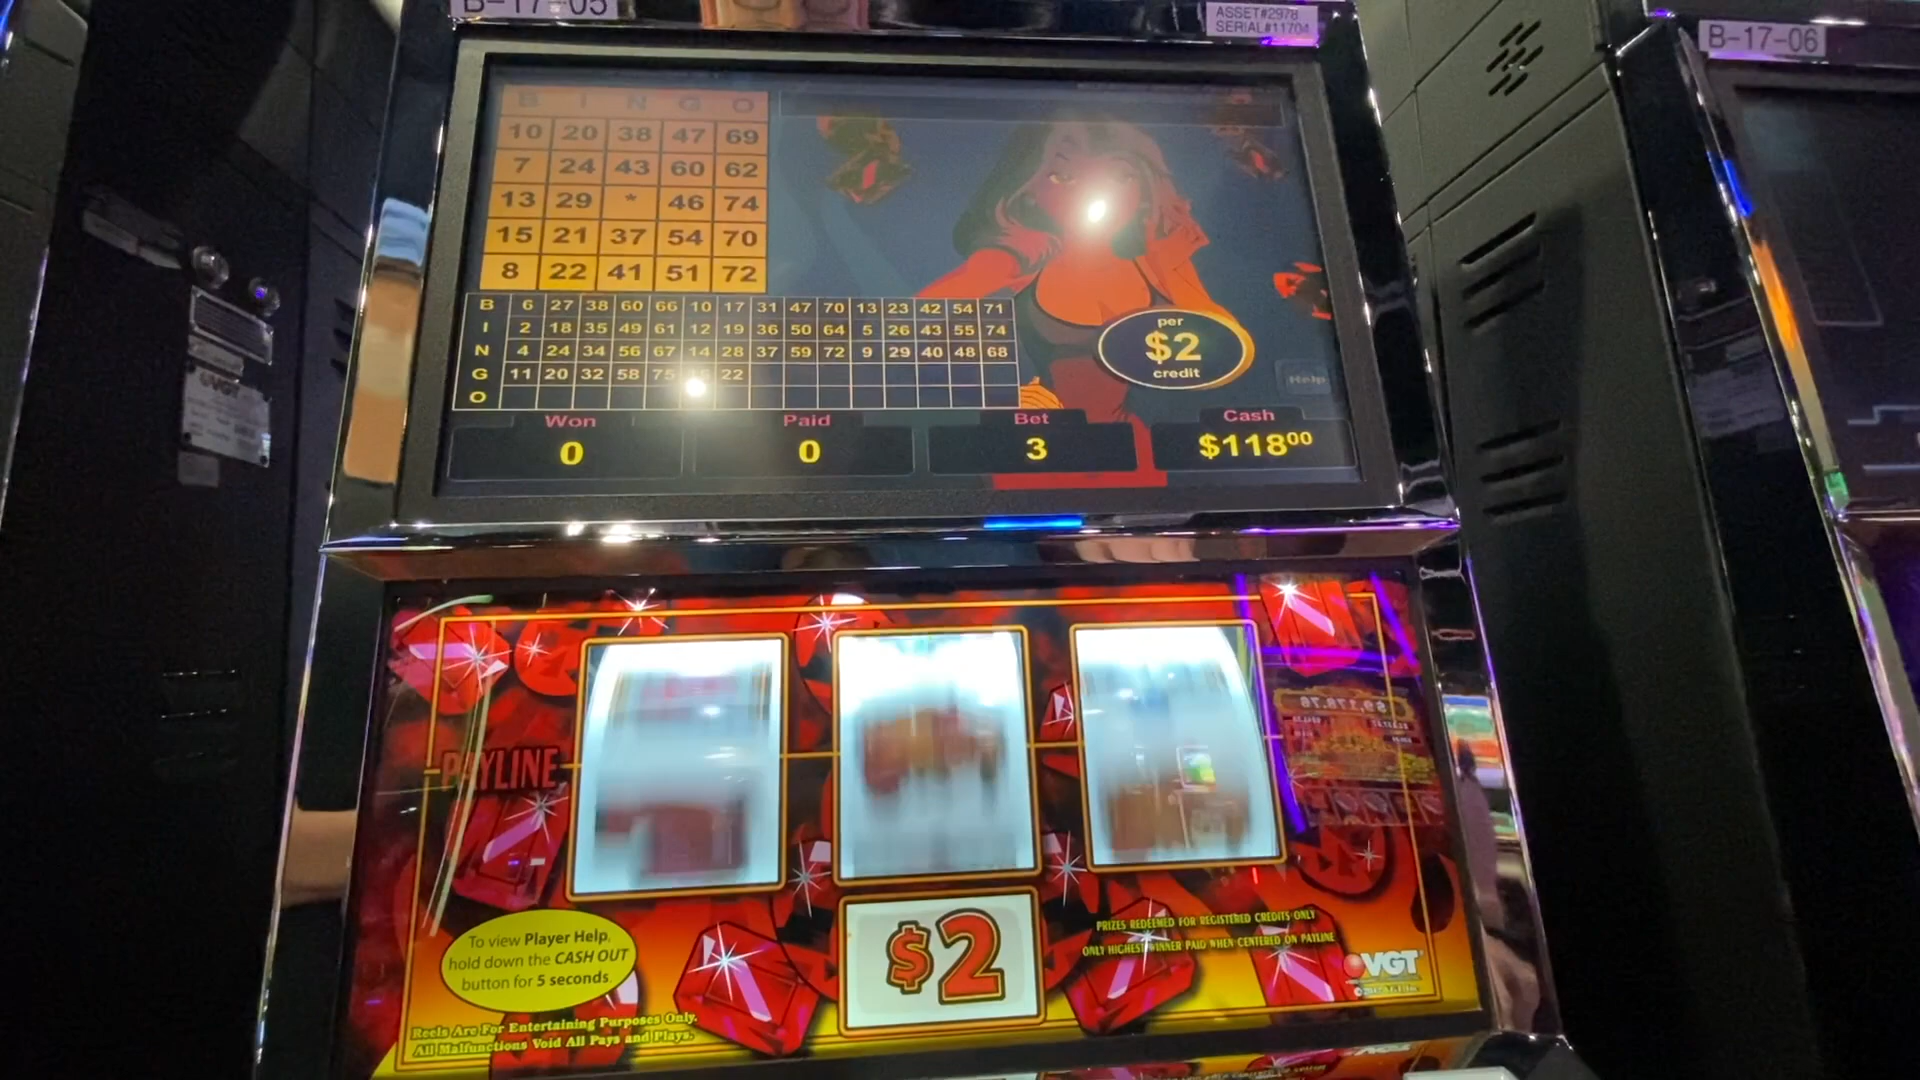 B-17-05
ASSET#2978
SERIAL#11704
B-17-06
B I N G O
10 20 38 47 69
7 24 43 60 62
13 29 * 46 74
15 21 37 54 70
8 22 41 51 72
B 6 27 38 60 66 10 17 31 47 70 13 23 42 54 71
I 2 18 35 49 61 12 19 36 50 64 5 26 43 55 74
N 4 24 34 56 67 14 28 37 59 72 9 29 40 48 68
G 11 20 32 58 75 22
O
per
$2
credit
Help
Won Paid Bet Cash
0 0 3 $118.00
PAYLINE
$2
To view Player Help,
hold down the CASH OUT
button for 5 seconds.
Reels Are For Entertaining Purposes Only.
All Malfunctions Void All Pays and Plays.
PRIZES REDEEMED FOR REGISTERED CREDITS ONLY
ONLY HIGHEST WINNER PAID WHEN CENTERED ON PAYLINE
VGT